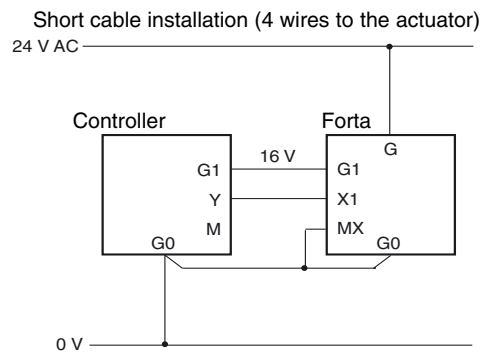 Short cable installation (4 wires to the actuator)
24 V AC
Controller
Forta
G
G1
16 V
G1
Y
X1
M
MX
G0
G0
0 V